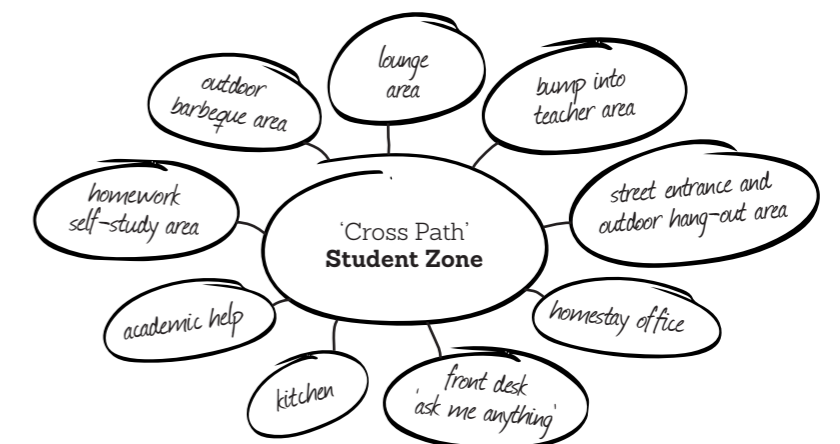 lounge
area
outdoor
barbeque area
bump into
teacher area
homework
self-study area
street entrance and
outdoor hang-out area
'Cross Path'
Student Zone
academic help
homestay office
kitchen
front desk
'ask me anything'